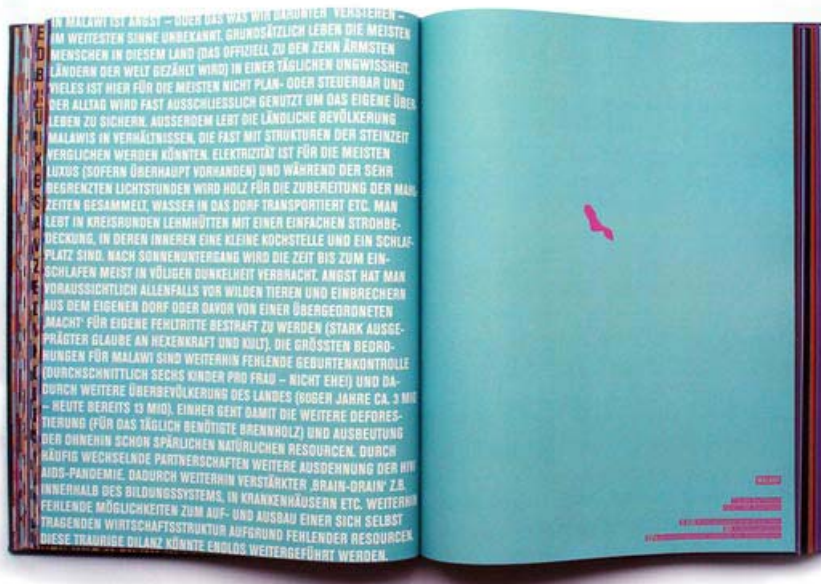 IN MALAWI IST ANGST – ODER DAS WAS WIR DARUNTER VERSTEHEN –
IM WEITESTEN SINNE UNBEKANNT. GRUNDSÄTZLICH LEBEN DIE MEISTEN
MENSCHEN IN DIESEM LAND (DAS OFFIZIELL ZU DEN ZEHN ÄRMSTEN
LÄNDERN DER WELT GEZÄHLT WIRD) IN EINER TÄGLICHEN UNGWISSHEIT.
VIELES IST HIER FÜR DIE MEISTEN NICHT PLAN- ODER STEUERBAR UND
DER ALLTAG WIRD FAST AUSSCHLIESSLICH GENUTZT UM DAS EIGENE ÜBER-
LEBEN ZU SICHERN. AUSSERDEM LEBT DIE LÄNDLICHE BEVÖLKERUNG
MALAWIS IN VERHÄLTNISSEN, DIE FAST MIT STRUKTUREN DER STEINZEIT
VERGLICHEN WERDEN KÖNNTEN. ELEKTRIZITÄT IST FÜR DIE MEISTEN
LUXUS (SOFERN ÜBERHAUPT VORHANDEN) UND WÄHREND DER SEHR
BEGRENZTEN LICHTSTUNDEN WIRD HOLZ FÜR DIE ZUBEREITUNG DER MAHL-
ZEITEN GESAMMELT, WASSER IN DAS DORF TRANSPORTIERT ETC. MAN
LEBT IN KREISRUNDEN LEHMHÜTTEN MIT EINER EINFACHEN STROHBE-
DECKUNG, IN DEREN INNEREN EINE KLEINE KOCHSTELLE UND EIN SCHLAF-
PLATZ SIND. NACH SONNENUNTERGANG WIRD DIE ZEIT BIS ZUM EIN-
SCHLAFEN MEIST IN VÖLIGER DUNKELHEIT VERBRACHT. ANGST HAT MAN
VORAUSSICHTLICH ALLENFALLS VOR WILDEN TIEREN UND EINBRECHERN
AUS DEM EIGENEN DORF ODER DAVOR VON EINER ÜBERGEORDNETEN
‚MACHT' FÜR EIGENE FEHLTRITTE BESTRAFT ZU WERDEN (STARK AUSGE-
PRÄGTER GLAUBE AN HEXENKRAFT UND KULT). DIE GRÖSSTEN BEDRO-
HUNGEN FÜR MALAWI SIND WEITERHIN FEHLENDE GEBURTENKONTROLLE
(DURCHSCHNITTLICH SECHS KINDER PRO FRAU – NICHT EHE!) UND DA-
DURCH WEITERE ÜBERBEVÖLKERUNG DES LANDES (60GER JAHRE CA. 3 MIO
– HEUTE BEREITS 13 MIO). EINHER GEHT DAMIT DIE WEITERE DEFORES-
TIERUNG (FÜR DAS TÄGLICH BENÖTIGTE BRENNHOLZ) UND AUSBEUTUNG
DER OHNEHIN SCHON SPÄRLICHEN NATÜRLICHEN RESOURCEN. DURCH
HÄUFIG WECHSELNDE PARTNERSCHAFTEN WEITERE AUSDEHNUNG DER HIV/
AIDS-PANDEMIE, DADURCH WEITERHIN VERSTÄRKTER ‚BRAIN-DRAIN' Z.B.
INNERHALB DES BILDUNGSSYSTEMS, IN KRANKENHÄUSERN ETC. WEITERHIN
FEHLENDE MÖGLICHKEITEN ZUM AUF- UND AUSBAU EINER SICH SELBST
TRAGENDEN WIRTSCHAFTSSTRUKTUR AUFGRUND FEHLENDER RESOURCEN.
DIESE TRAURIGE BILANZ KÖNNTE ENDLOS WEITERGEFÜHRT WERDEN.
MALAWI